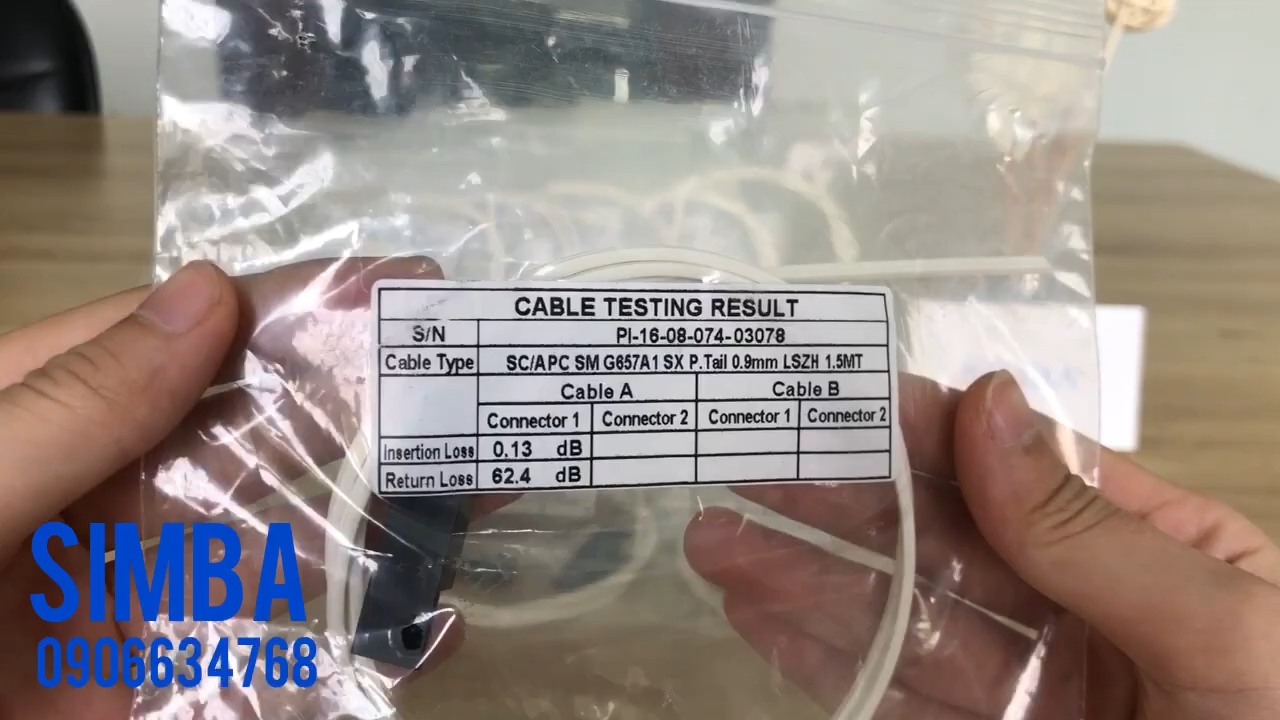 CABLE TESTING RESULT
S/N PI-16-08-074-03078
Cable Type SC/APC SM G657A1 SX P.Tail 0.9mm LSZH 1.5MT
Cable A Cable B
Connector 1 Connector 2 Connector 1 Connector 2
Insertion Loss 0.13 dB
Return Loss 62.4 dB
SIMBA
0906634768